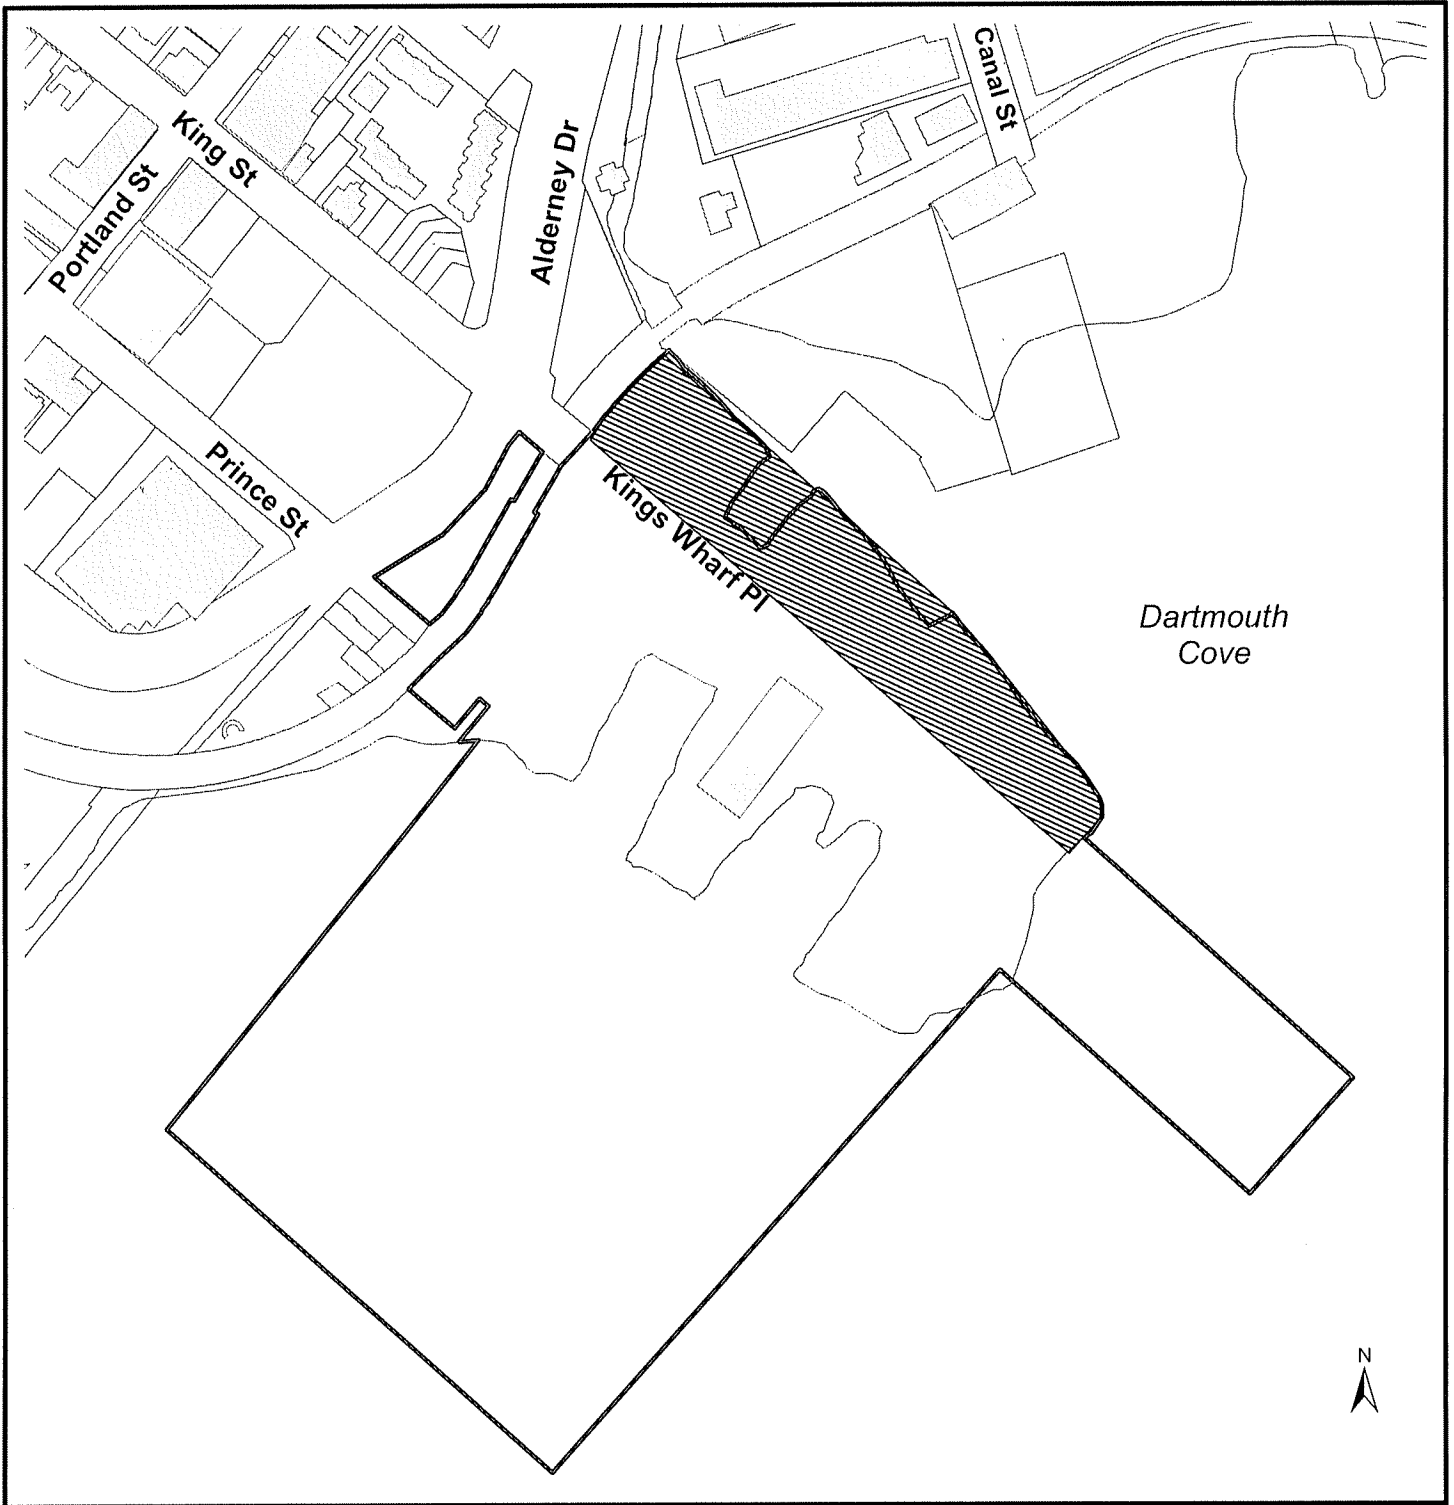 Canal St
King St
Alderney Dr
Portland St
Prince St
Kings Wharf Pl
Dartmouth
Cove
N